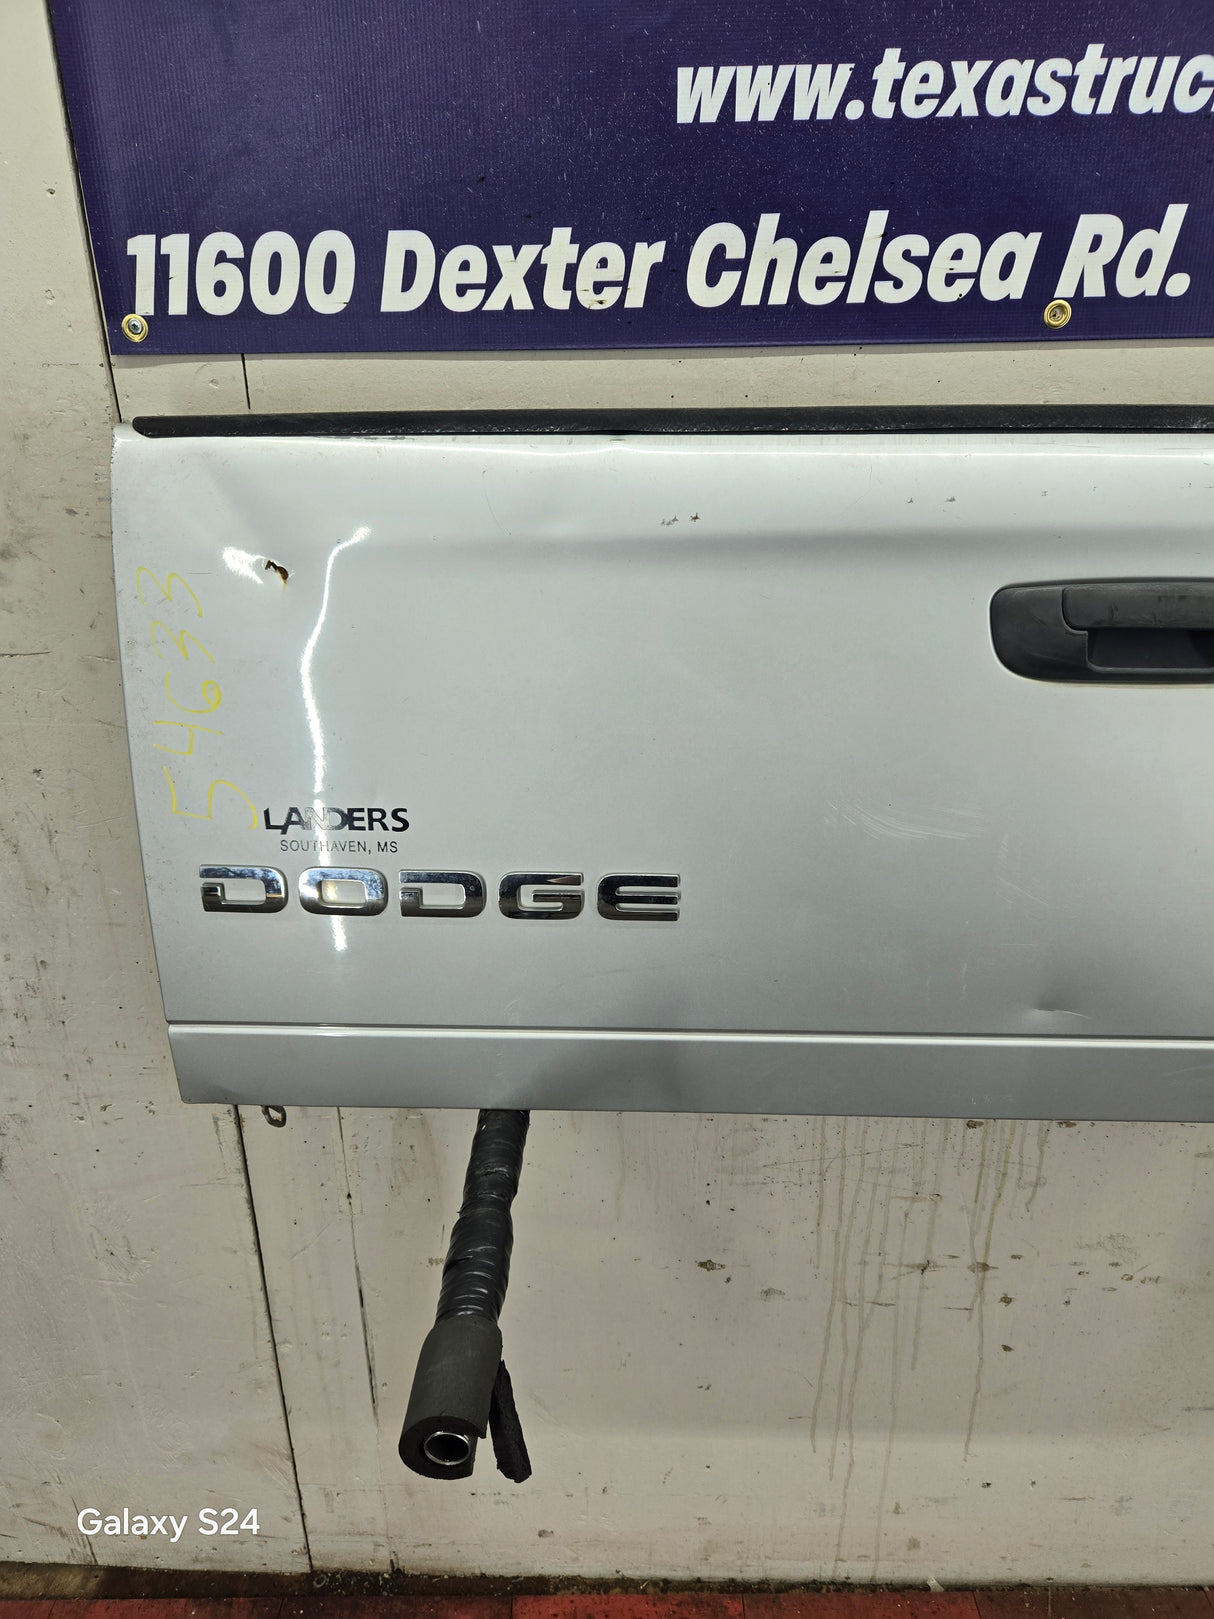 www.texastruc
11600 Dexter Chelsea Rd.
54633
LANDERS
SOUTHAVEN, MS
DODGE
Galaxy S24